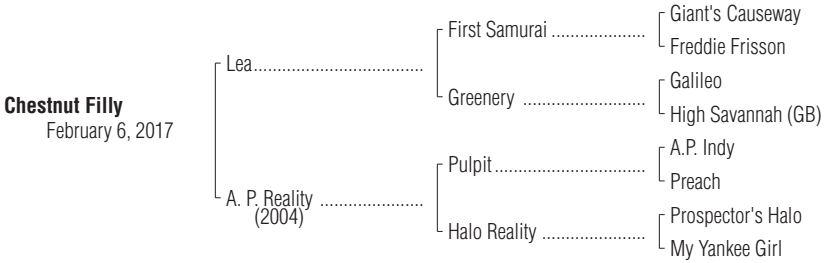 Giant's Causeway
First Samurai ......................
Freddie Frisson
Lea...................................
Galileo
Greenery ............................
High Savannah (GB)
Chestnut Filly
February 6, 2017
A.P. Indy
Pulpit...................................
Preach
A. P. Reality ......................
(2004)
Prospector's Halo
Halo Reality ........................
My Yankee Girl